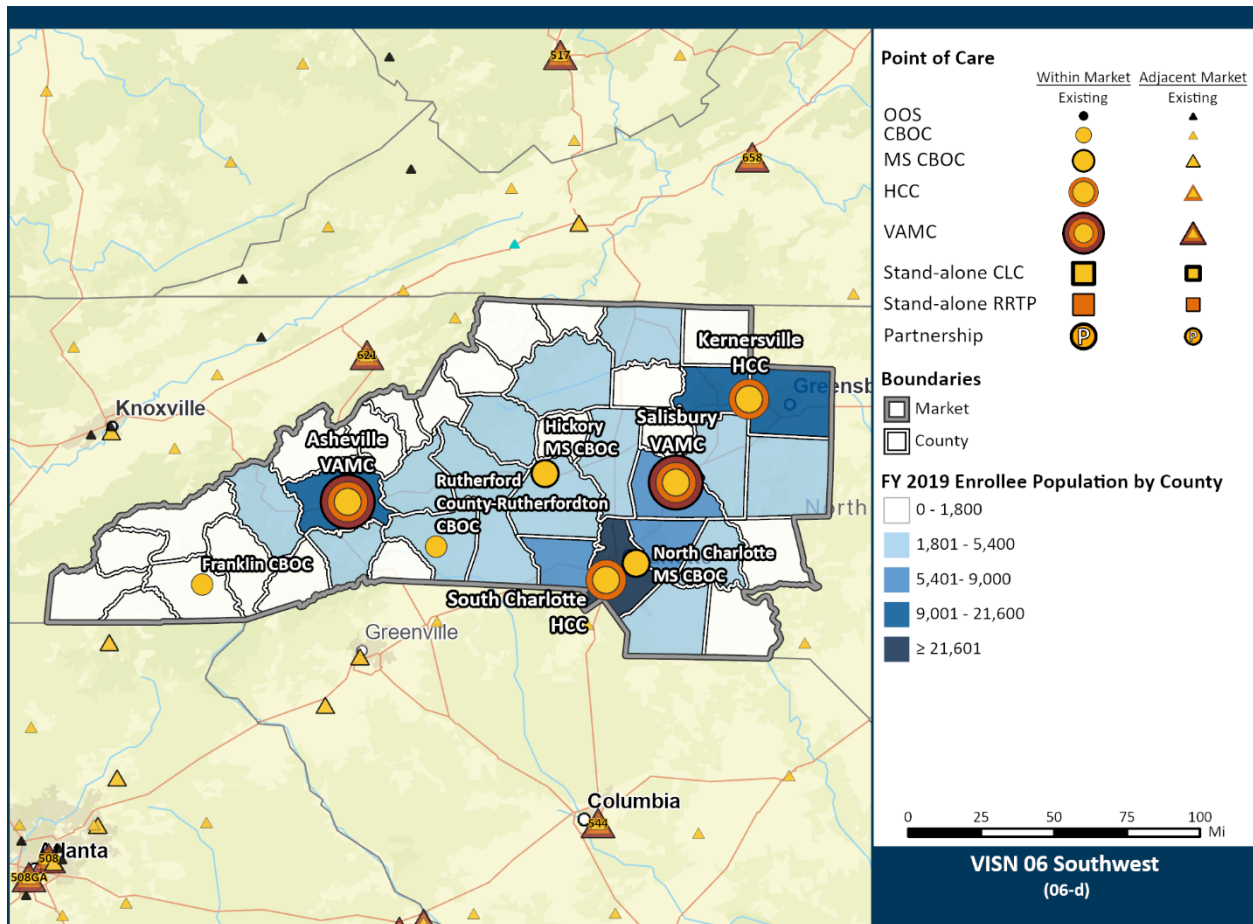 517
658
621
Knoxville
Kernersville
HCC
Greensb
Salisbury
VAMC
Hickory
MS CBOC
Asheville
VAMC
Rutherford
County-Rutherfordton
CBOC
North
Franklin CBOC
North Charlotte
MS CBOC
South Charlotte
HCC
Greenville
Columbia
544
508
508GA
Point of Care
Within Market Adjacent Market
Existing Existing
OOS
CBOC
MS CBOC
HCC
VAMC
Stand-alone CLC
Stand-alone RRTP
Partnership P P
Boundaries
Market
County
FY 2019 Enrollee Population by County
0 - 1,800
1,801 - 5,400
5,401- 9,000
9,001 - 21,600
≥ 21,601
0 25 50 75 100
Mi
VISN 06 Southwest
(06-d)